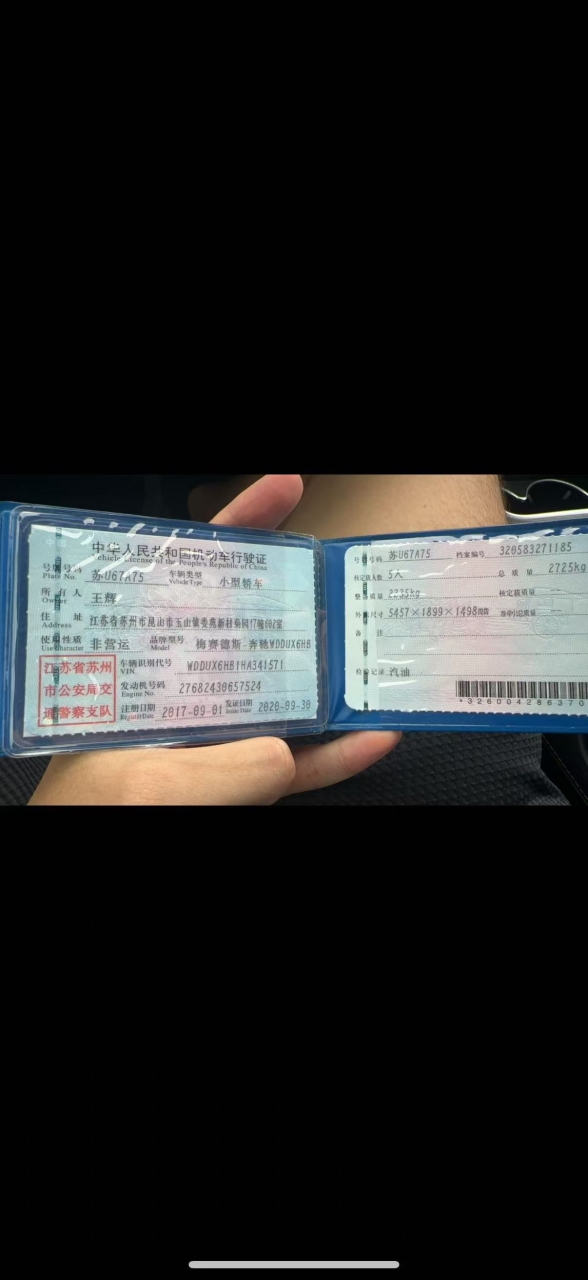 中华人民共和国机动车行驶证
Vehicle License of the People's Republic of China
号牌号码 苏U67A75 车辆类型 小型轿车
Plate No. Vehicle Type
所有人 王辉
Owner
住址 江苏省苏州市昆山市玉山镇
Address
使用性质 非营运 品牌型号 梅赛德斯-奔驰WDDUX6HB
Use Character Model
江苏省苏州
市公安局交
通警察支队
车辆识别代号 WDDUX6HB1HA341571
VIN
发动机号码 27682430657524
Engine No.
注册日期 2017-09-01 发证日期 2020-09-30
Register Date Issue Date
号牌号码 苏U67A75 档案编号 320583271185
核定载人数 5人 总质量 2725kg
整备质量 2225kg 核定载质量
外廓尺寸 5457×1899×1498 准牵引总质量
备注
检验记录 汽油
*326004286370